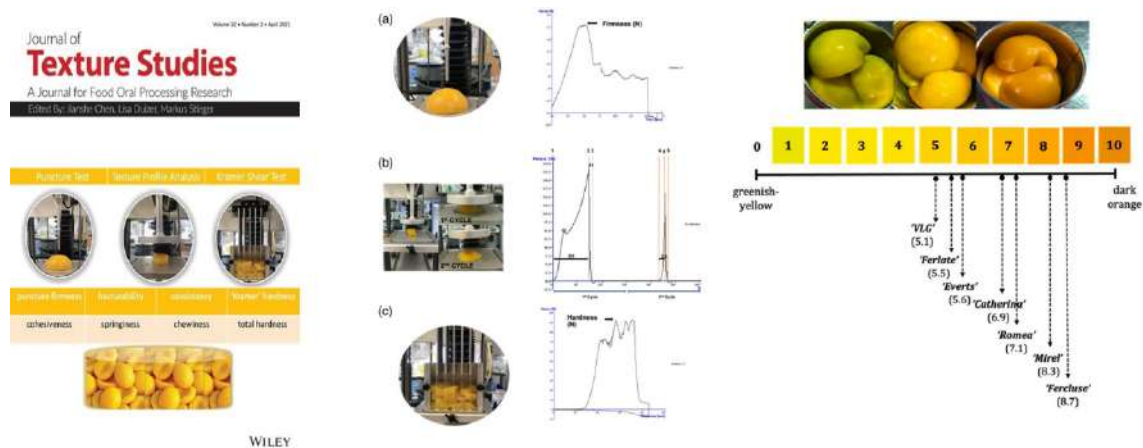 Volume 52 • Number 2 • April 2021
Journal of
Texture Studies
A Journal for Food Oral Processing Research
Edited By: Jianshe Chen, Lisa Duizer, Markus Stieger
Puncture Test
Texture Profile Analysis
Kramer Shear Test
puncture firmness
fracturability
consistency
'Kramer' hardness
cohesiveness
springiness
chewiness
total hardness
WILEY
(a)
Firmness (N)
(b)
1st CYCLE
2nd CYCLE
1st Cycle
2nd Cycle
(c)
Hardness
(N)
0 1 2 3 4 5 6 7 8 9 10
greenish-
yellow
dark
orange
'VLG'
(5.1)
'Ferlate'
(5.5)
'Everts'
(5.6)
'Catherina'
(6.9)
'Romea'
(7.1)
'Mirel'
(8.3)
'Fercluse'
(8.7)